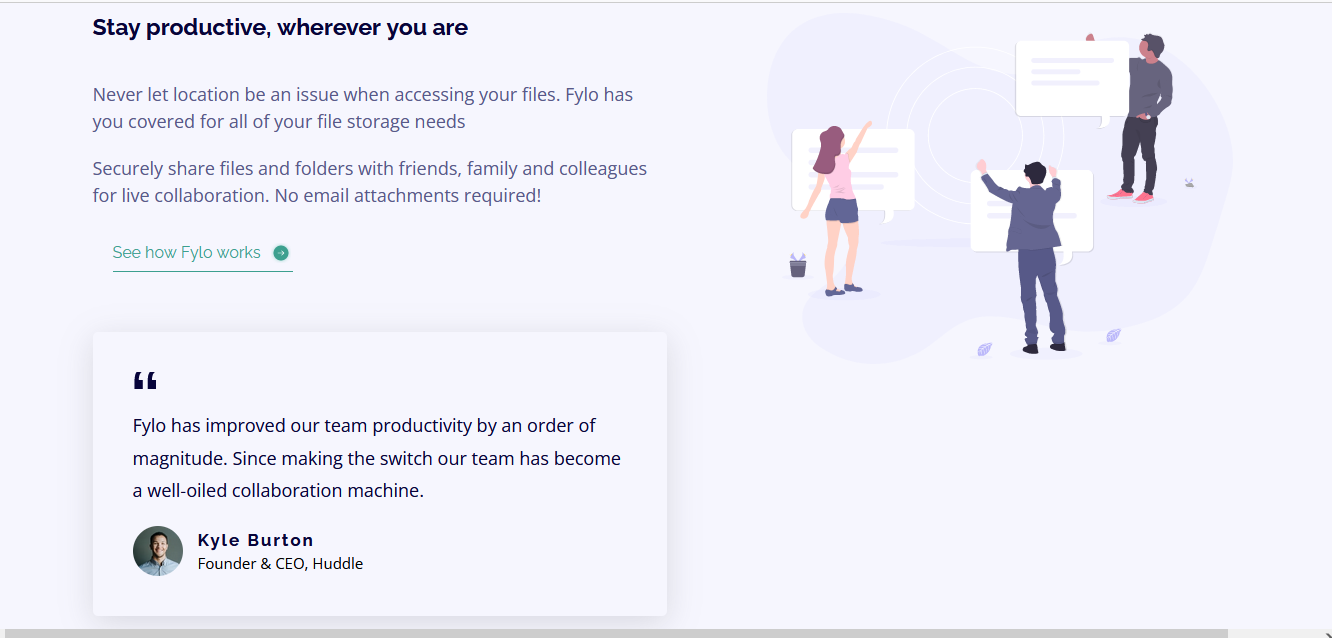 Stay productive, wherever you are
Never let location be an issue when accessing your files. Fylo has
you covered for all of your file storage needs
Securely share files and folders with friends, family and colleagues
for live collaboration. No email attachments required!
See how Fylo works
“
Fylo has improved our team productivity by an order of
magnitude. Since making the switch our team has become
a well-oiled collaboration machine.
Kyle Burton
Founder & CEO, Huddle